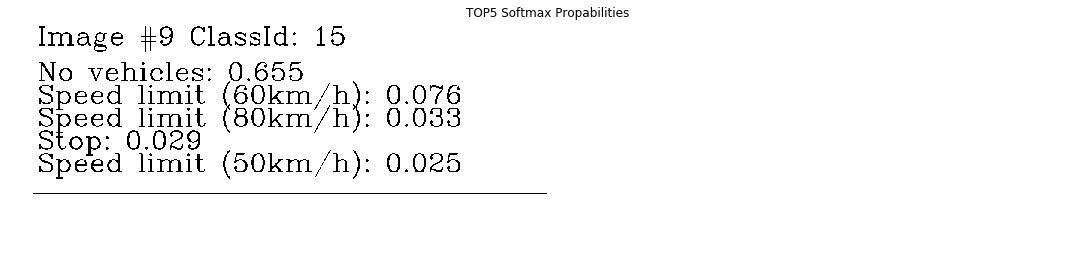 TOP5 Softmax Propabilities
Image #9 ClassId: 15
No vehicles: 0.655
Speed limit (60km/h): 0.076
Speed limit (80km/h): 0.033
Stop: 0.029
Speed limit (50km/h): 0.025